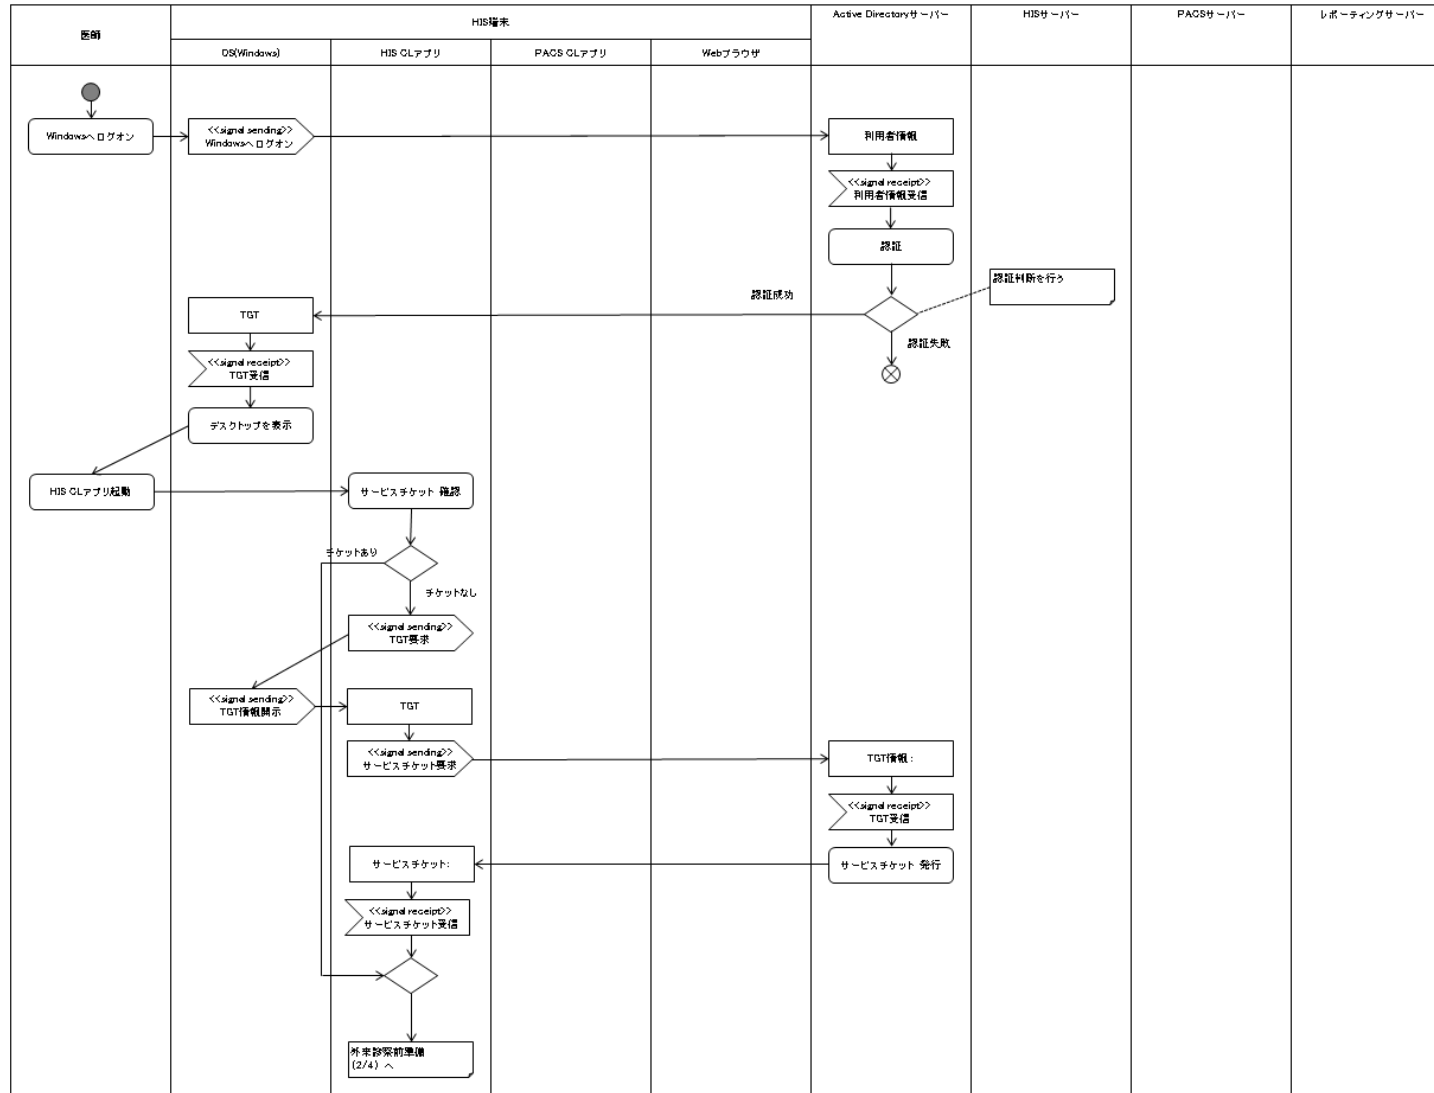 医師
HIS端末
Active Directoryサーバー
HISサーバー
PACSサーバー
レポーティングサーバー
OS(Windows)
HIS CLアプリ
PACS CLアプリ
Webブラウザ
Windowsへログオン
<<signal sending>>
Windowsへログオン
利用者情報
<<signal receipt>>
利用者情報受信
認証
認証判断を行う
認証成功
TGT
認証失敗
<<signal receipt>>
TGT受信
デスクトップを表示
HIS CLアプリ起動
サービスチケット 確認
チケットあり
チケットなし
<<signal sending>>
TGT要求
<<signal sending>>
TGT情報開示
TGT
<<signal sending>>
サービスチケット要求
TGT情報 :
<<signal receipt>>
TGT受信
サービスチケット:
サービスチケット 発行
<<signal receipt>>
サービスチケット受信
外来診察前準備
(2/4) へ